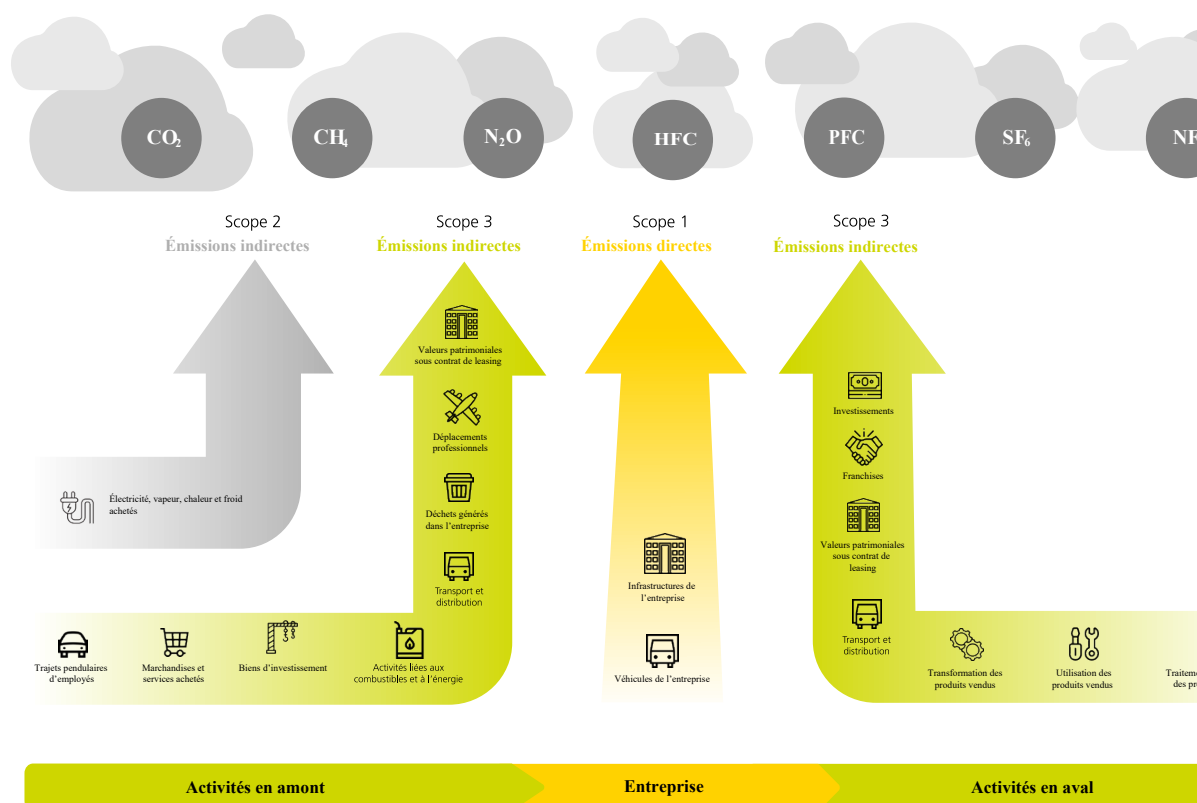 CO₂
CH₄
N₂O
HFC
PFC
SF₆
NF
Scope 2
Émissions indirectes
Scope 3
Émissions indirectes
Scope 1
Émissions directes
Scope 3
Émissions indirectes
Électricité, vapeur, chaleur et froid
achetés
Valeurs patrimoniales
sous contrat de leasing
Déplacements
professionnels
Déchets générés
dans l’entreprise
Transport et
distribution
Trajets pendulaires
d’employés
Marchandises et
services achetés
Biens d’investissement
Activités liées aux
combustibles et à l’énergie
Infrastructures de
l’entreprise
Véhicules de l’entreprise
Investissements
Franchises
Valeurs patrimoniales
sous contrat de
leasing
Transport et
distribution
Transformation des
produits vendus
Utilisation des
produits vendus
Activités en amont
Entreprise
Activités en aval